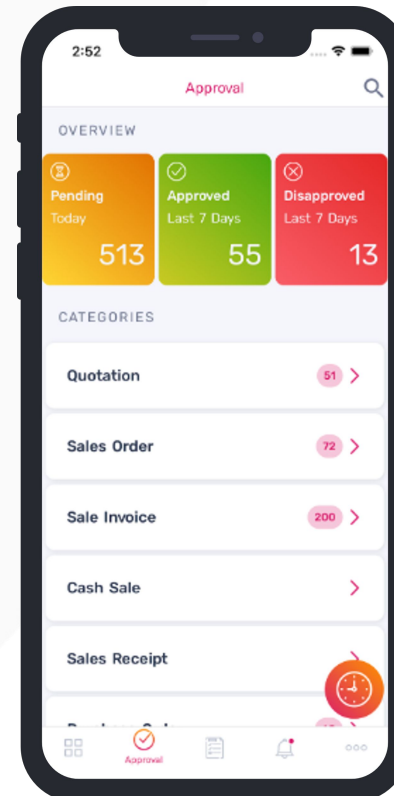 2:52
Approval
OVERVIEW
Pending
Today
513
Approved
Last 7 Days
55
Disapproved
Last 7 Days
13
CATEGORIES
Quotation
51
Sales Order
72
Sale Invoice
200
Cash Sale
Sales Receipt
Approval